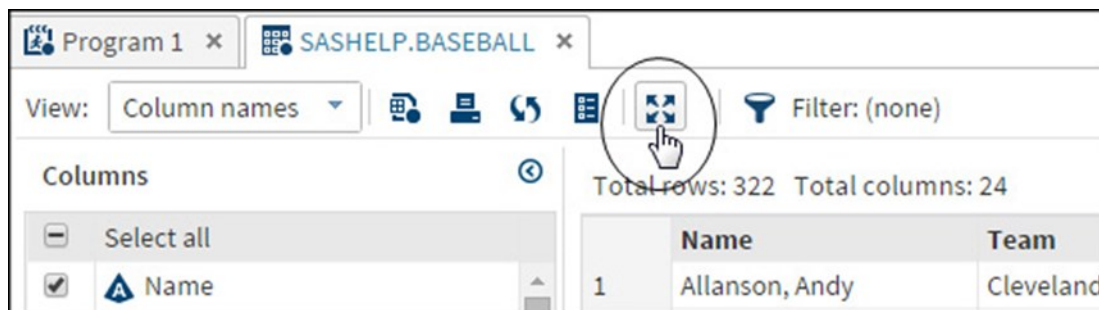 Program 1 × SASHELP.BASEBALL ×
View: Column names Filter: (none)
Columns
Total rows: 322 Total columns: 24
Select all
Name Team
Name
1 Allanson, Andy Cleveland